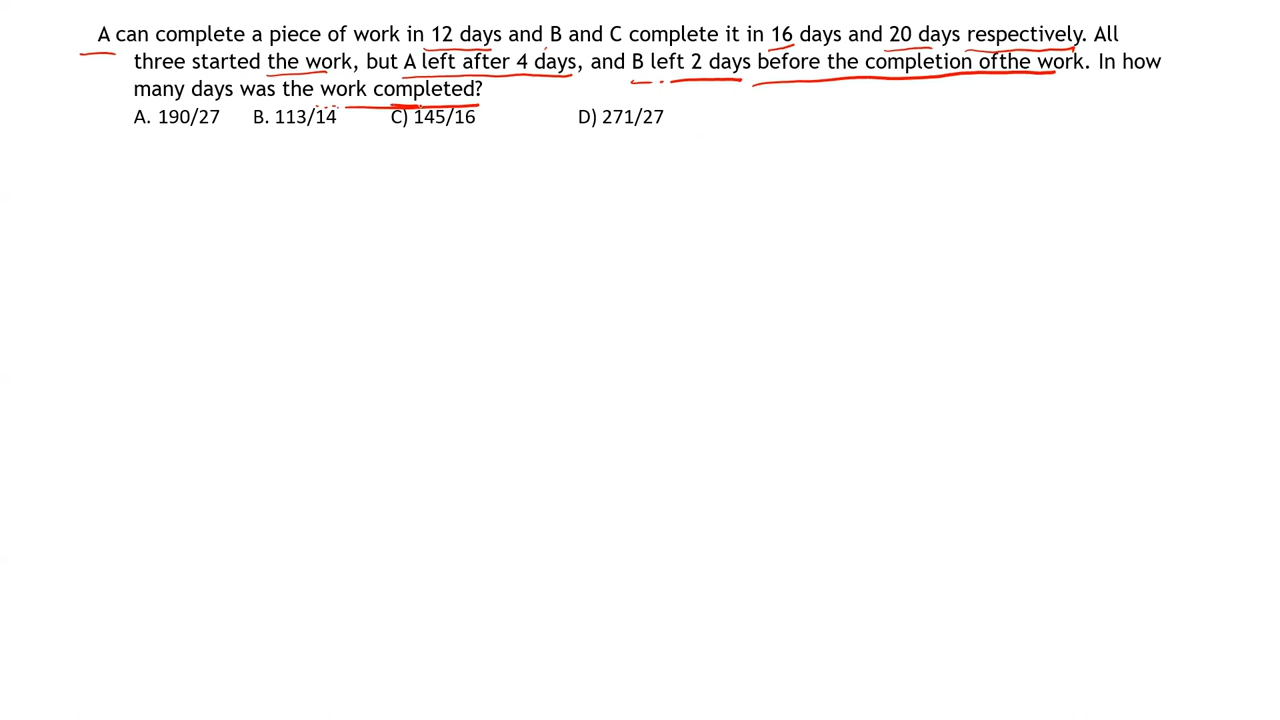 A can complete a piece of work in 12 days and B and C complete it in 16 days and 20 days respectively. All
three started the work, but A left after 4 days, and B left 2 days before the completion ofthe work. In how
many days was the work completed?
A. 190/27 B. 113/14 C) 145/16 D) 271/27